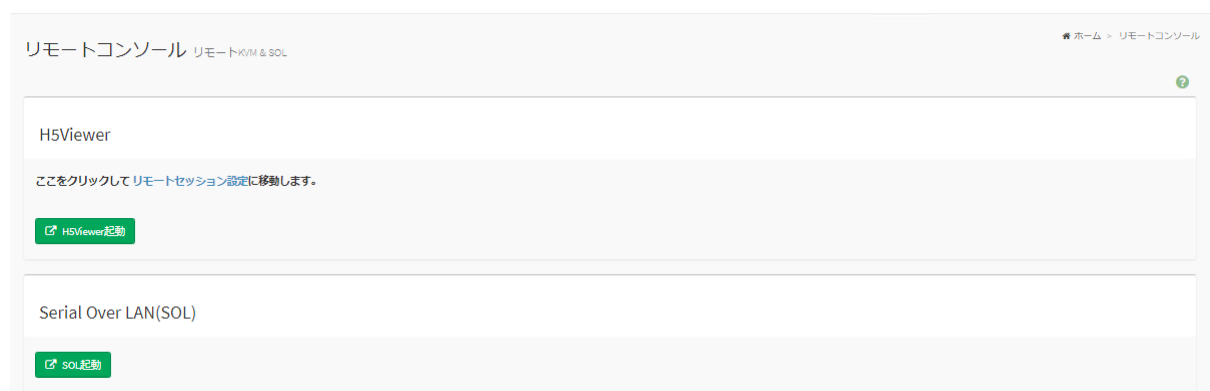 リモートコンソール リモートKVM & SOL
ホーム > リモートコンソール
H5Viewer
ここをクリックして リモートセッション設定に移動します。
H5Viewer起動
Serial Over LAN(SOL)
SOL起動